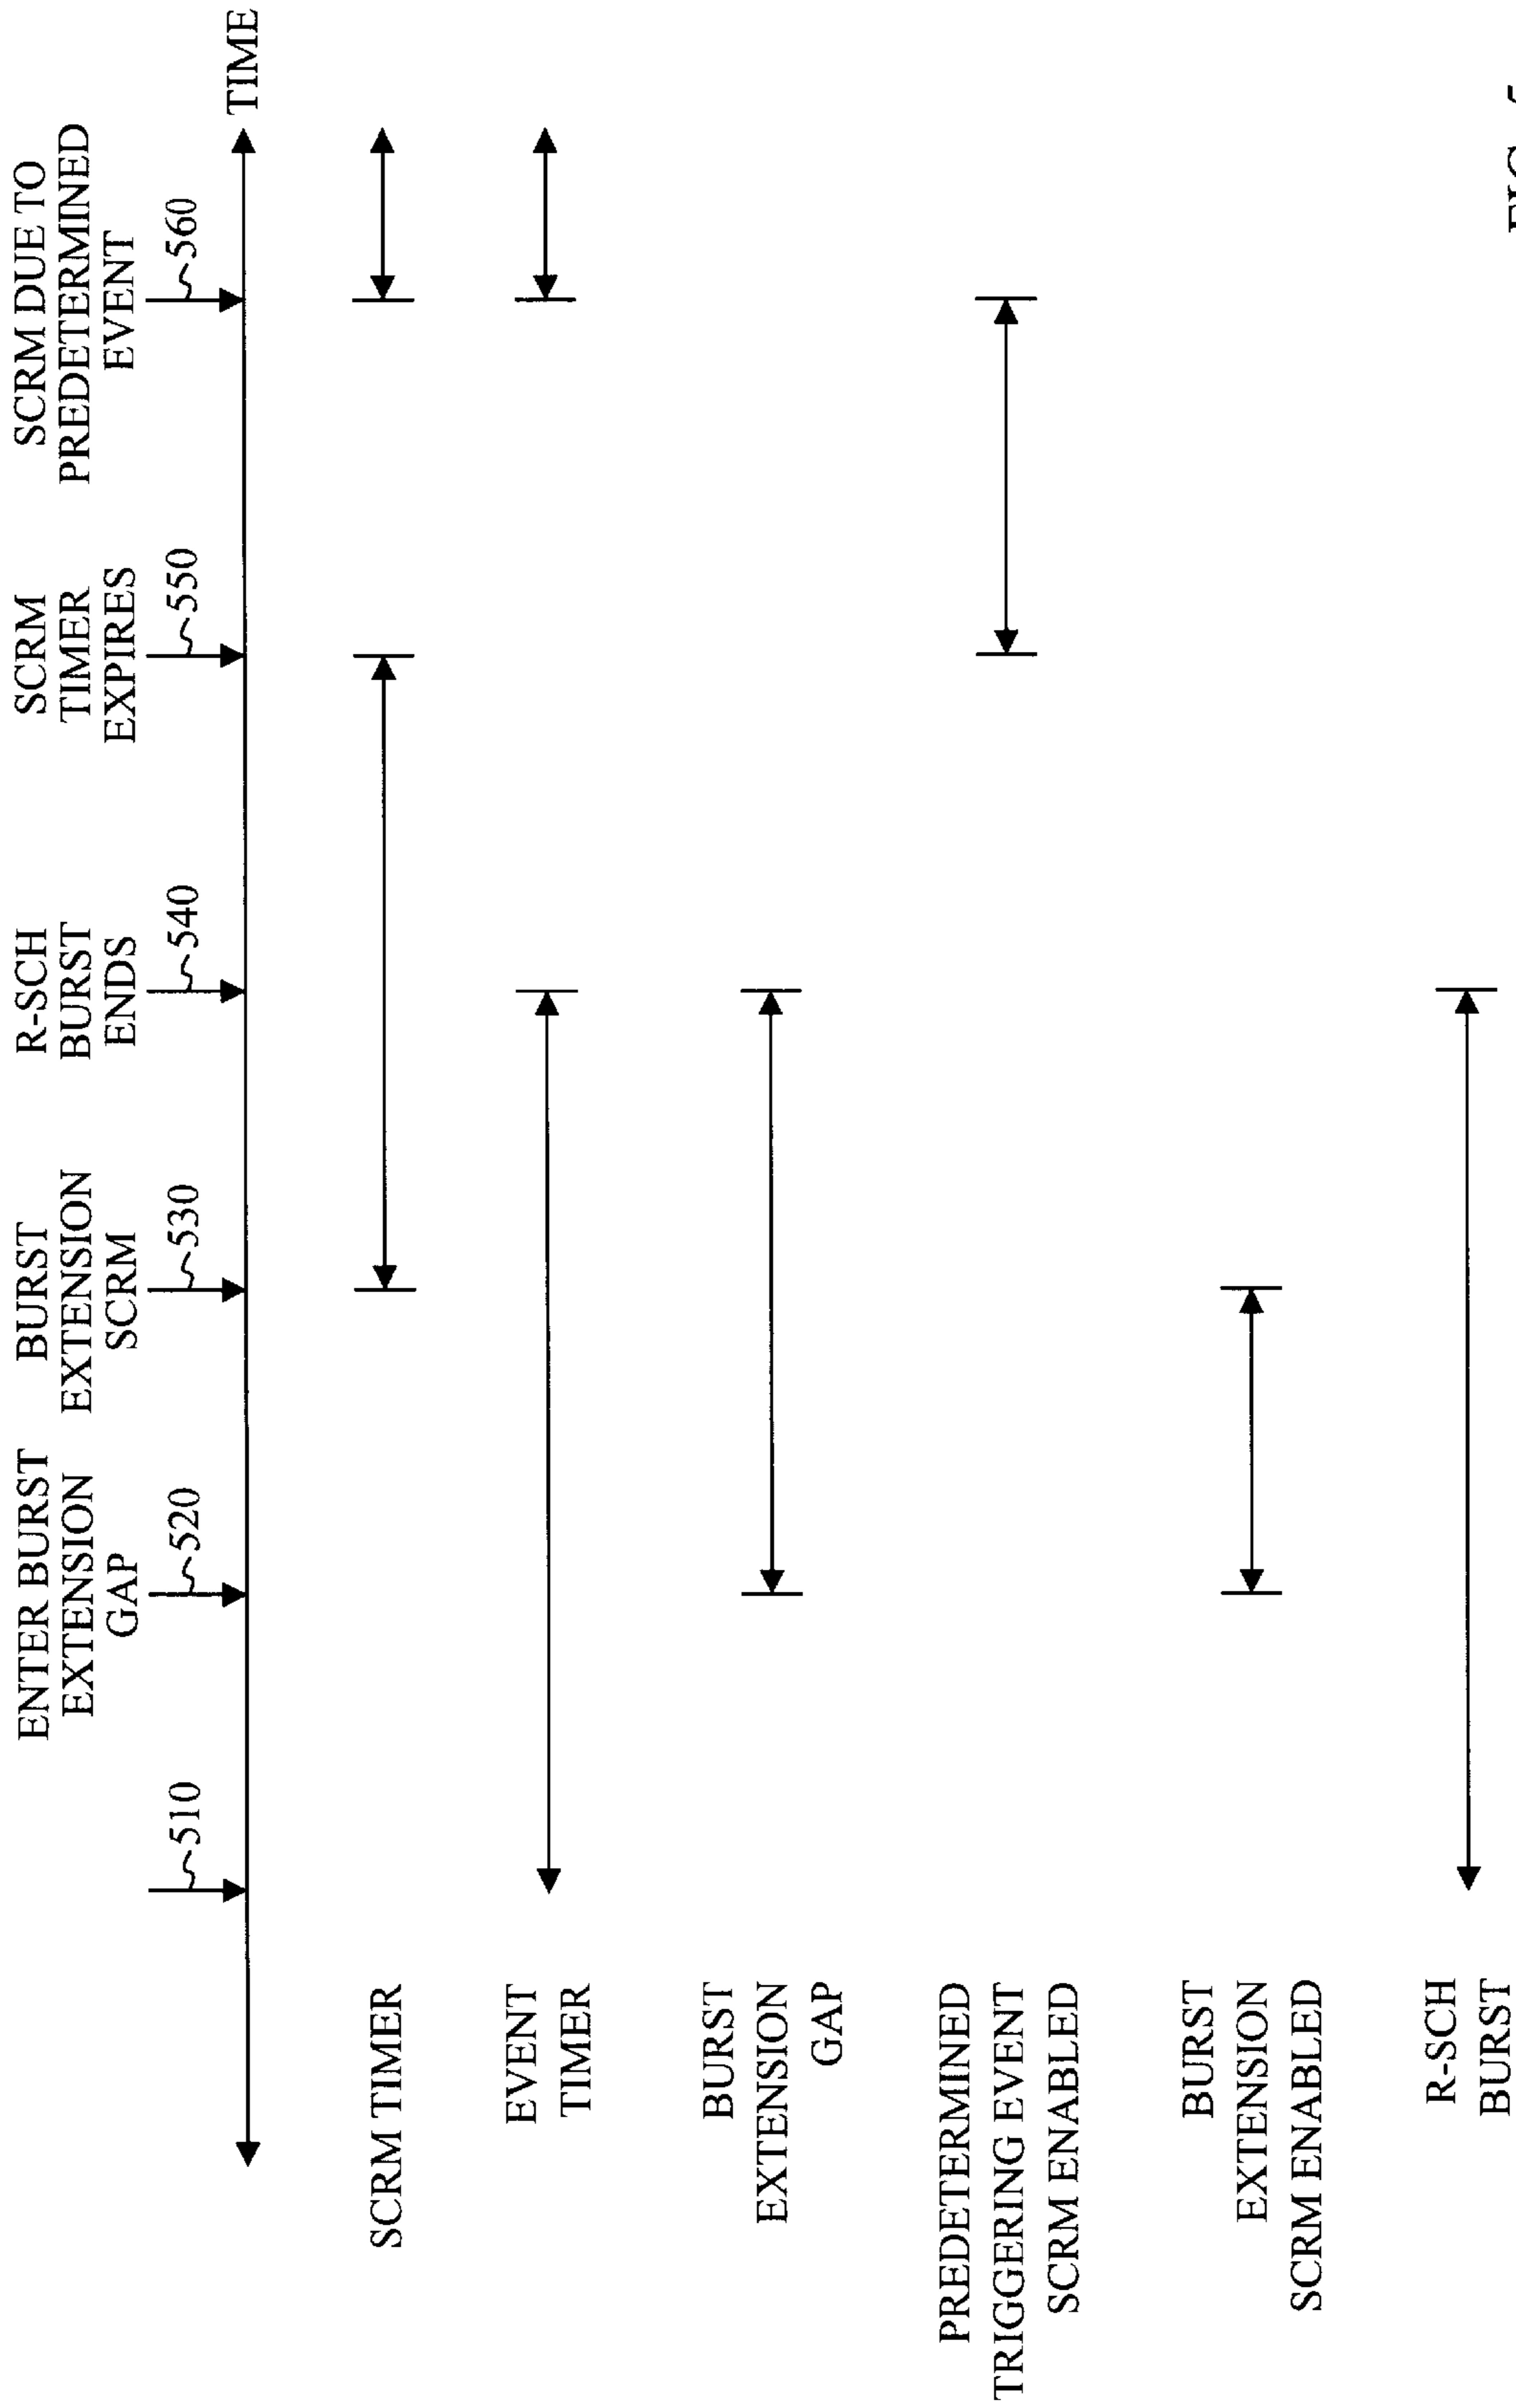 ENTER BURST
EXTENSION
GAP
BURST
EXTENSION
SCRM
R-SCH
BURST
ENDS
SCRM
TIMER
EXPIRES
SCRM DUE TO
PREDETERMINED
EVENT
510
520
530
540
550
560
TIME
SCRM TIMER
EVENT
TIMER
BURST
EXTENSION
GAP
PREDETERMINED
TRIGGERING EVENT
SCRM ENABLED
BURST
EXTENSION
SCRM ENABLED
R-SCH
BURST